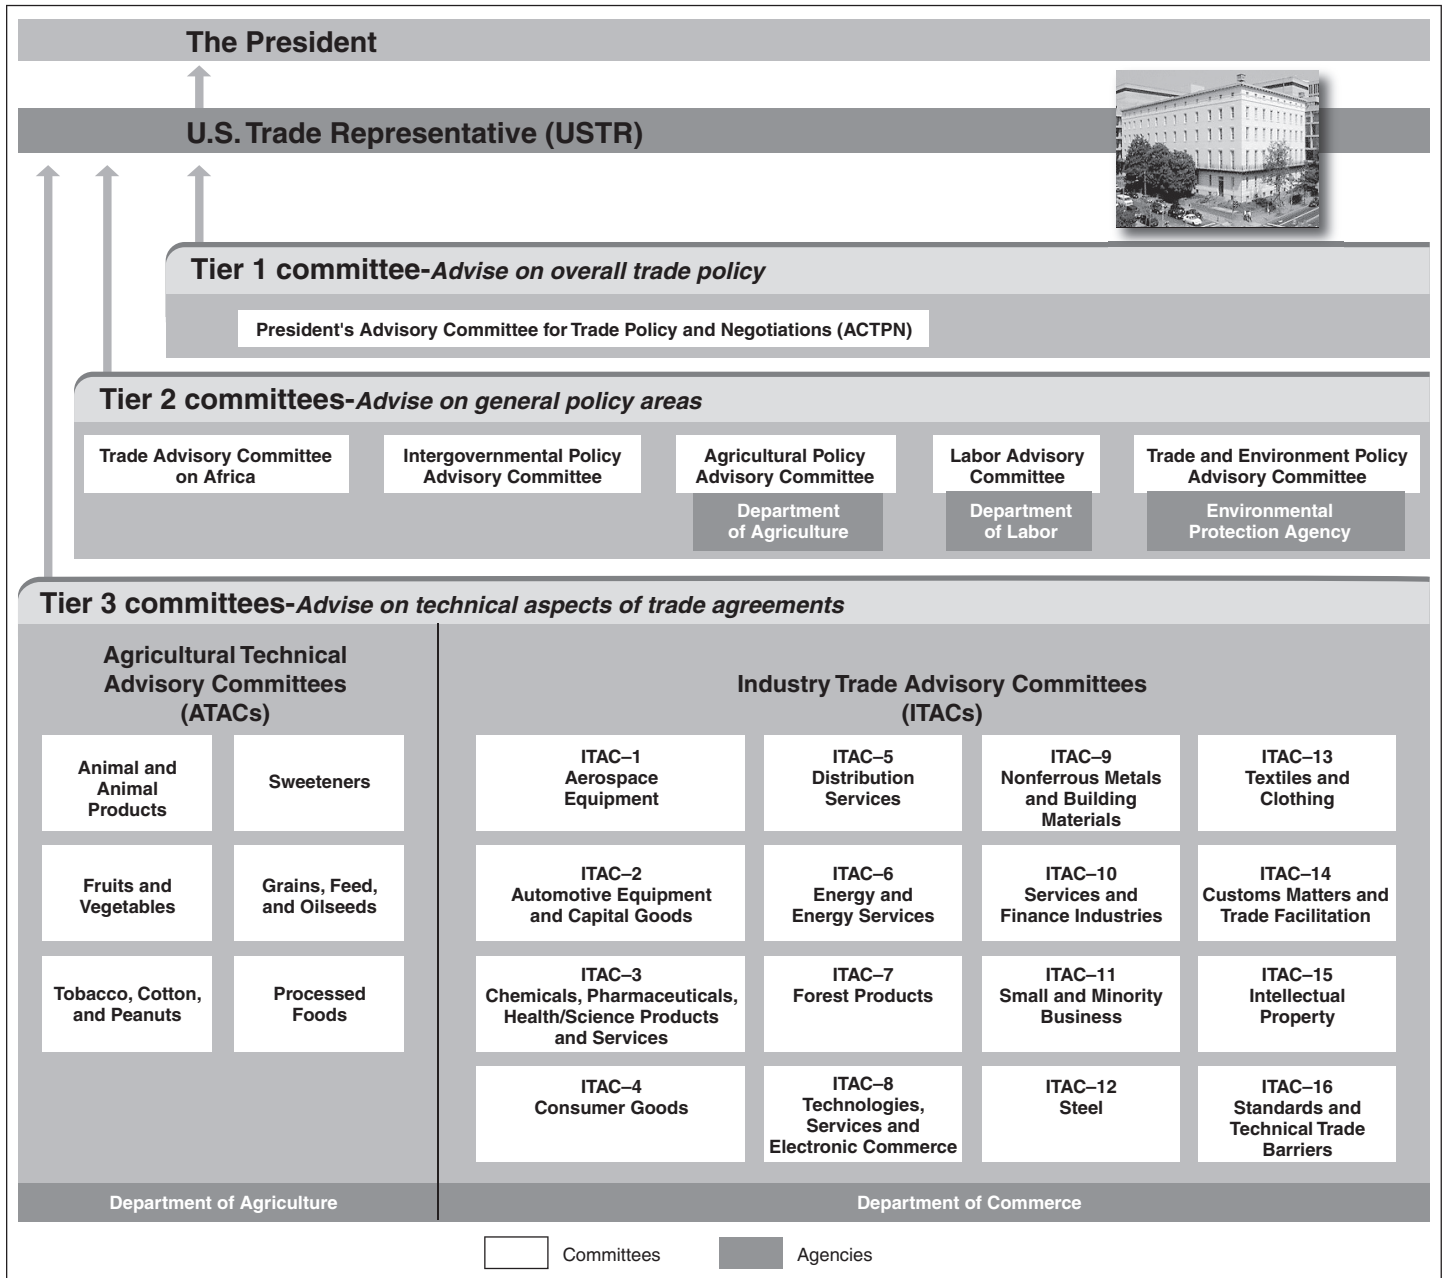 The President
U.S. Trade Representative (USTR)
Tier 1 committee-Advise on overall trade policy
President's Advisory Committee for Trade Policy and Negotiations (ACTPN)
Tier 2 committees-Advise on general policy areas
Trade Advisory Committee
on Africa
Intergovernmental Policy
Advisory Committee
Agricultural Policy
Advisory Committee
Department
of Agriculture
Labor Advisory
Committee
Department
of Labor
Trade and Environment Policy
Advisory Committee
Environmental
Protection Agency
Tier 3 committees-Advise on technical aspects of trade agreements
Agricultural Technical
Advisory Committees
(ATACs)
Animal and
Animal
Products
Sweeteners
Fruits and
Vegetables
Grains, Feed,
and Oilseeds
Tobacco, Cotton,
and Peanuts
Processed
Foods
Department of Agriculture
Industry Trade Advisory Committees
(ITACs)
ITAC–1
Aerospace
Equipment
ITAC–5
Distribution
Services
ITAC–9
Nonferrous Metals
and Building
Materials
ITAC–13
Textiles and
Clothing
ITAC–2
Automotive Equipment
and Capital Goods
ITAC–6
Energy and
Energy Services
ITAC–10
Services and
Finance Industries
ITAC–14
Customs Matters and
Trade Facilitation
ITAC–3
Chemicals, Pharmaceuticals,
Health/Science Products
and Services
ITAC–7
Forest Products
ITAC–11
Small and Minority
Business
ITAC–15
Intellectual
Property
ITAC–4
Consumer Goods
ITAC–8
Technologies,
Services and
Electronic Commerce
ITAC–12
Steel
ITAC–16
Standards and
Technical Trade
Barriers
Department of Commerce
Committees
Agencies